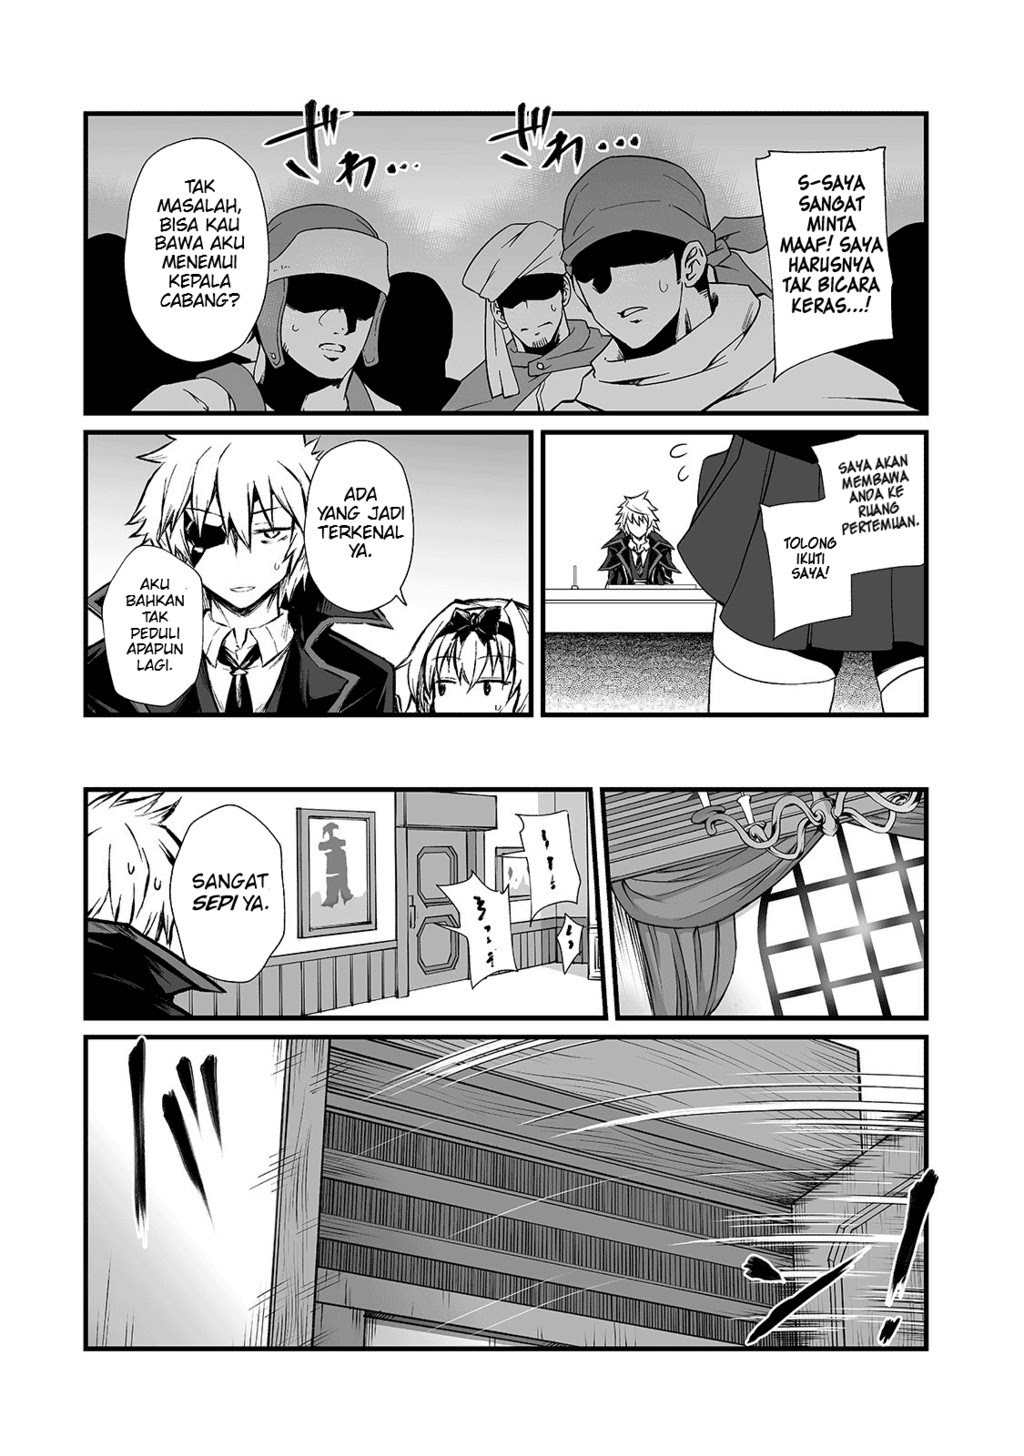 S-SAYA
SANGAT
MINTA
MAAF! SAYA
HARUSNYA
TAK BICARA
KERAS...!
ざわ…
ざわ…
TAK
MASALAH,
BISA KAU
BAWA AKU
MENEMUI
KEPALA
CABANG?
SAYA AKAN
MEMBAWA
ANDA KE
RUANG
PERTEMUAN.
TOLONG
IKUTI
SAYA!
ADA
YANG JADI
TERKENAL
YA.
AKU
BAHKAN
TAK
PEDULI
APAPUN
LAGI.
SANGAT
SEPI YA.